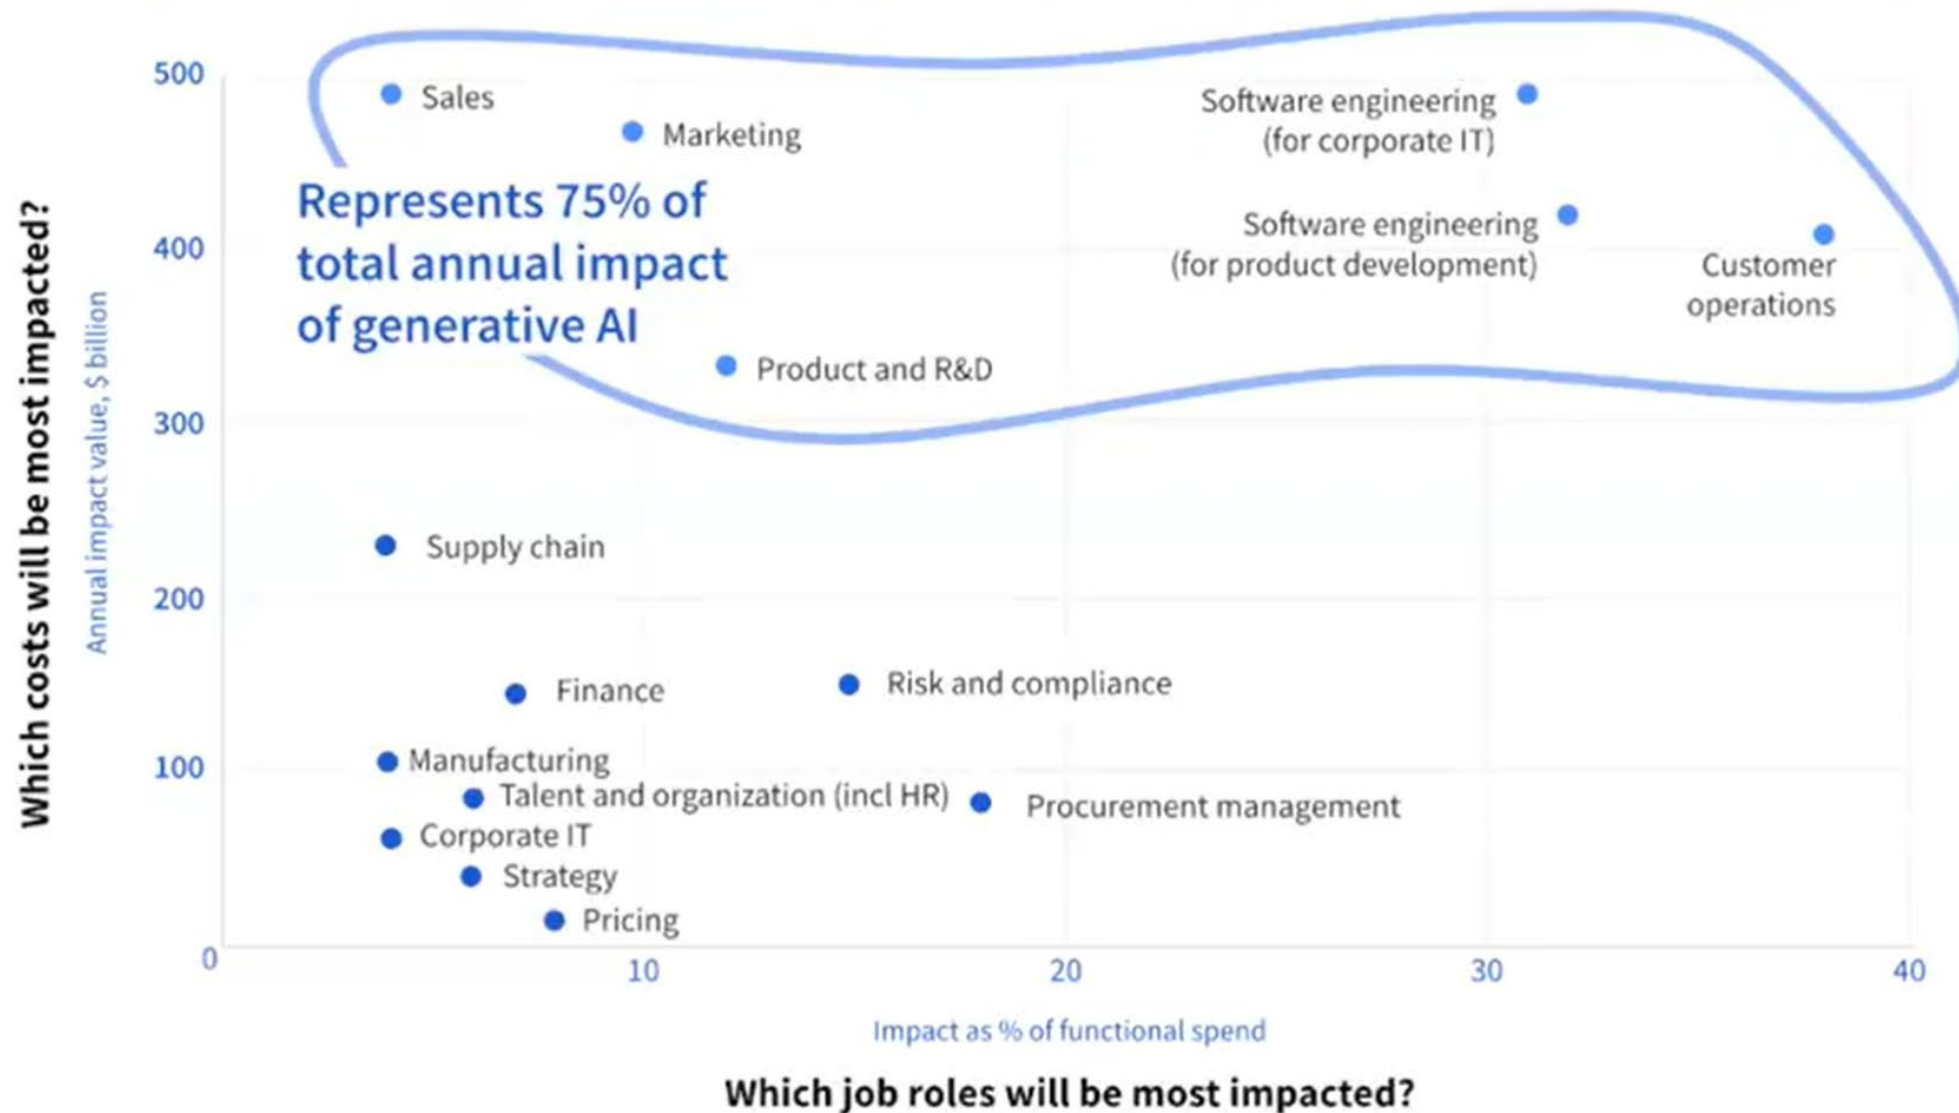 Which costs will be most impacted?
Annual impact value, $ billion
500
400
300
200
100
0
Sales
Marketing
Software engineering
(for corporate IT)
Represents 75% of
total annual impact
of generative AI
Software engineering
(for product development)
Customer
operations
Product and R&D
Supply chain
Finance
Risk and compliance
Manufacturing
Talent and organization (incl HR)
Procurement management
Corporate IT
Strategy
Pricing
10
20
30
40
Impact as % of functional spend
Which job roles will be most impacted?